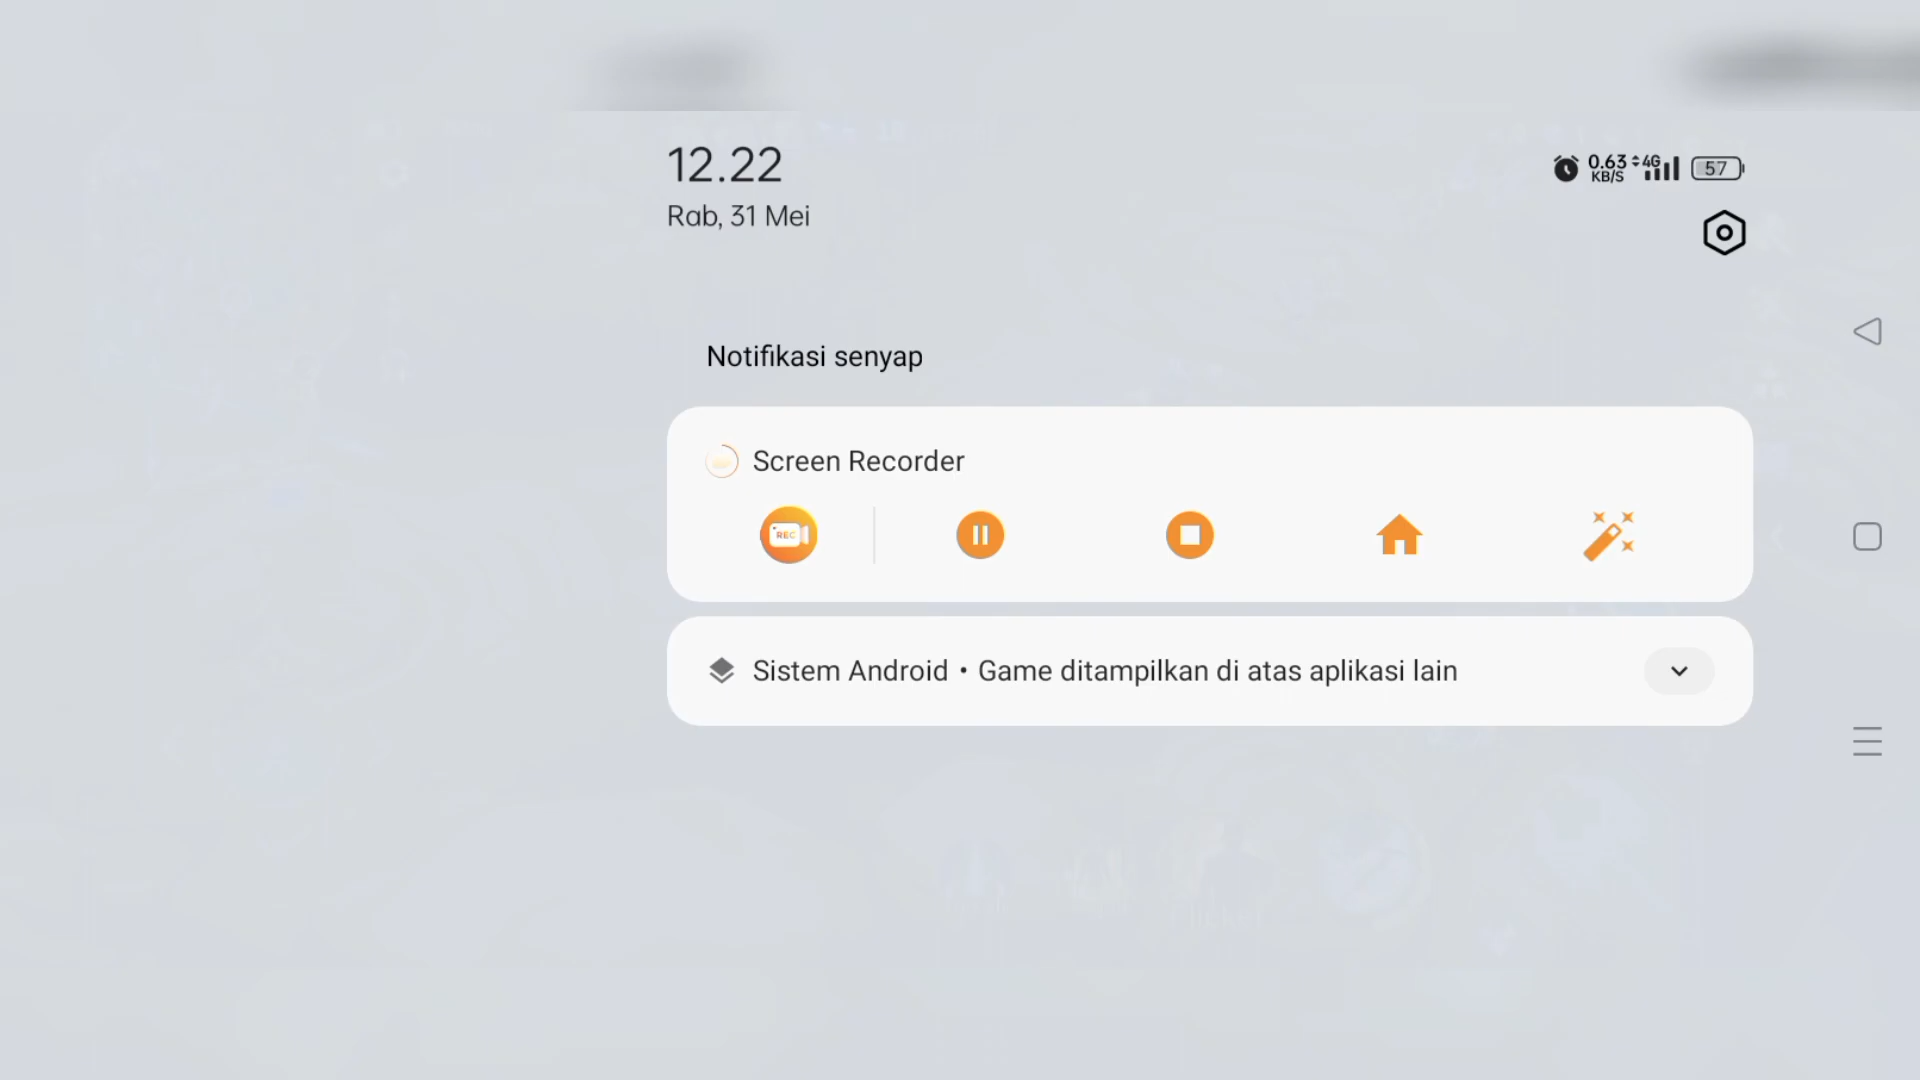 12.22
0.63 4G 57
KB/S
Rab, 31 Mei
Notifikasi senyap
Screen Recorder
REC
Sistem Android • Game ditampilkan di atas aplikasi lain